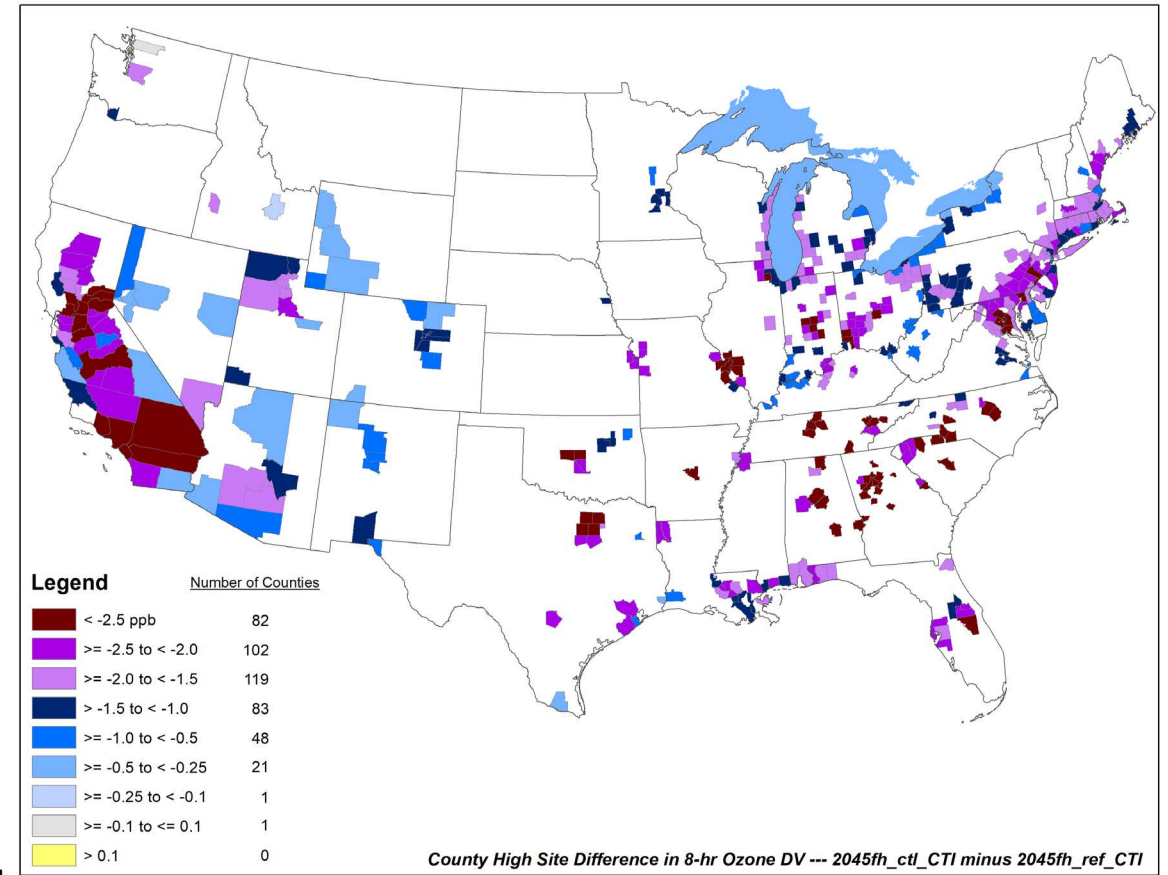 Legend Number of Counties
< -2.5 ppb 82
>= -2.5 to < -2.0 102
>= -2.0 to < -1.5 119
> -1.5 to < -1.0 83
>= -1.0 to < -0.5 48
>= -0.5 to < -0.25 21
>= -0.25 to < -0.1 1
>= -0.1 to <= 0.1 1
> 0.1 0
County High Site Difference in 8-hr Ozone DV --- 2045fh_ctl_CTI minus 2045fh_ref_CTI